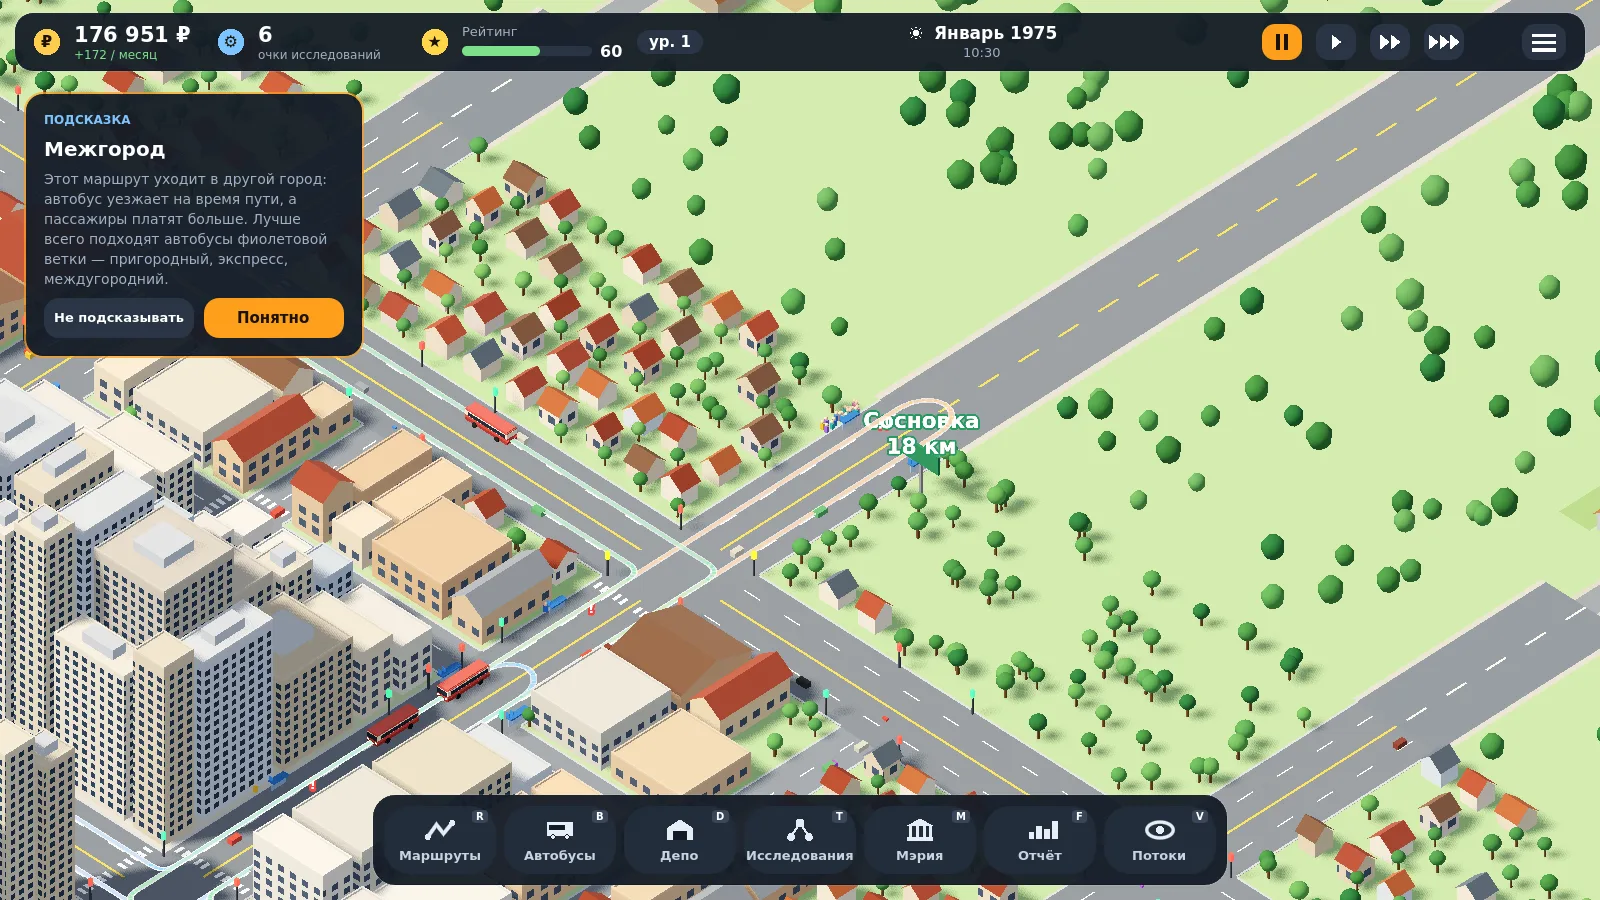 ₽ 176 951 ₽
+172 / месяц
6
очки исследований
Рейтинг
60
ур. 1
Январь 1975
10:30
ПОДСКАЗКА
Межгород
Этот маршрут уходит в другой город:
автобус уезжает на время пути, а
пассажиры платят больше. Лучше
всего подходят автобусы фиолетовой
ветки — пригородный, экспресс,
междугородний.
Не подсказывать
Понятно
Сосновка
18 км
R
Маршруты
B
Автобусы
D
Депо
T
Исследования
M
Мэрия
F
Отчёт
V
Потоки